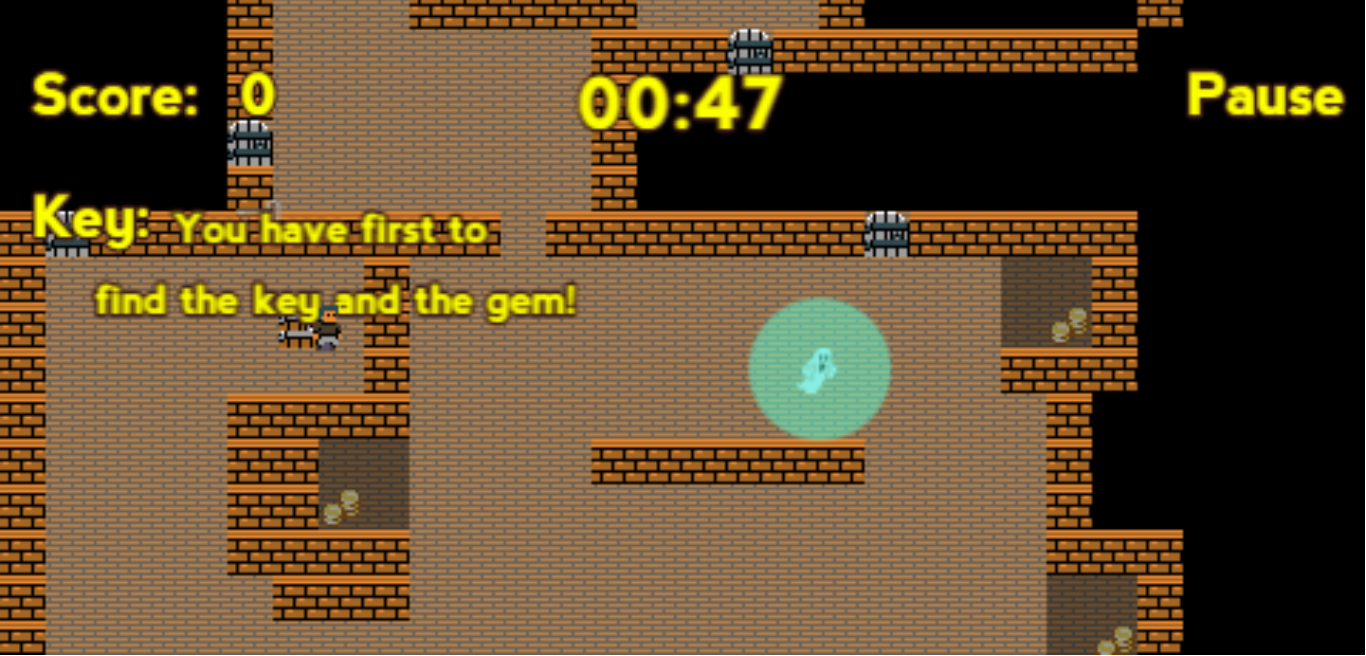 Score: 0
00:47
Pause
Key: You have first to
find the key and the gem!